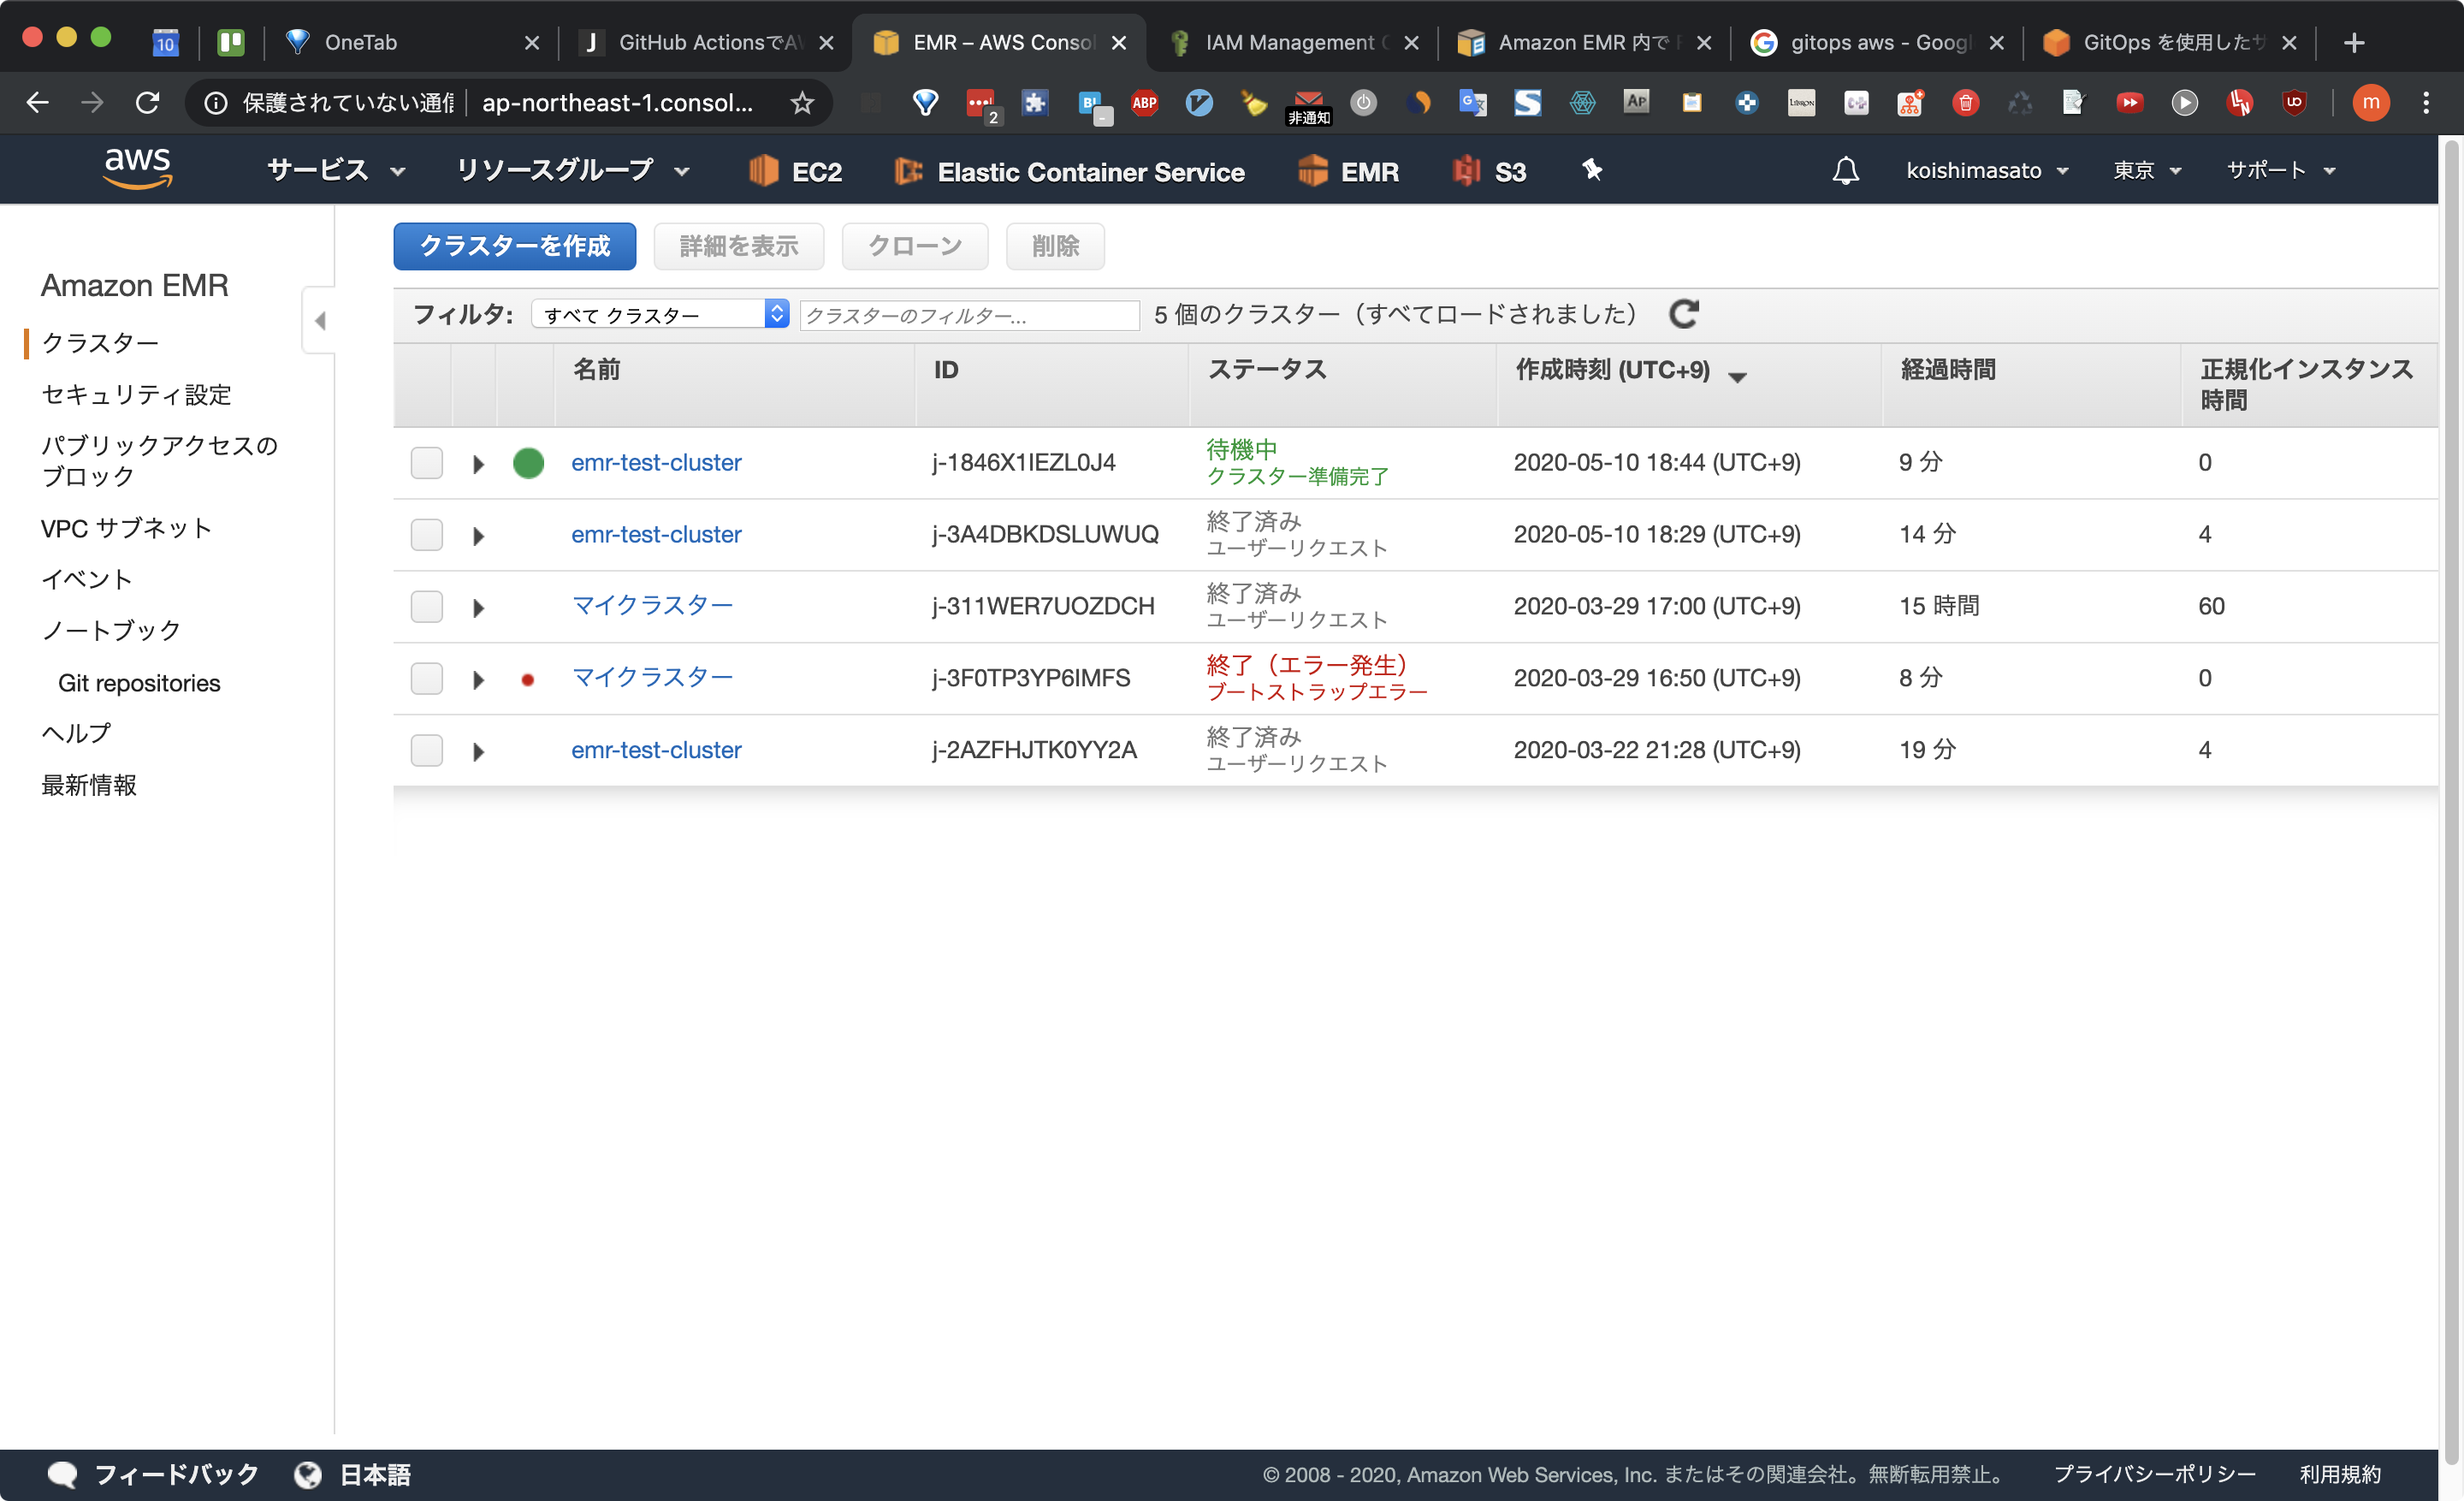 10
OneTab
J
GitHub ActionsでA
EMR – AWS Consol
IAM Management
Amazon EMR 内で
gitops aws - Goog
GitOps を使用した
保護されていない通信
ap-northeast-1.consol...
2
B!
ABP
非通知
AP
m
aws
サービス
リソースグループ
EC2
Elastic Container Service
EMR
S3
koishimasato
東京
サポート
Amazon EMR
クラスター
セキュリティ設定
パブリックアクセスの
ブロック
VPC サブネット
イベント
ノートブック
Git repositories
ヘルプ
最新情報
クラスターを作成
詳細を表示
クローン
削除
フィルタ:
すべて クラスター
クラスターのフィルター...
5 個のクラスター（すべてロードされました）
名前
ID
ステータス
作成時刻 (UTC+9)
経過時間
正規化インスタンス
時間
emr-test-cluster
j-1846X1IEZL0J4
待機中
クラスター準備完了
2020-05-10 18:44 (UTC+9)
9 分
0
emr-test-cluster
j-3A4DBKDSLUWUQ
終了済み
ユーザーリクエスト
2020-05-10 18:29 (UTC+9)
14 分
4
マイクラスター
j-311WER7UOZDCH
終了済み
ユーザーリクエスト
2020-03-29 17:00 (UTC+9)
15 時間
60
マイクラスター
j-3F0TP3YP6IMFS
終了（エラー発生）
ブートストラップエラー
2020-03-29 16:50 (UTC+9)
8 分
0
emr-test-cluster
j-2AZFHJTK0YY2A
終了済み
ユーザーリクエスト
2020-03-22 21:28 (UTC+9)
19 分
4
フィードバック
日本語
© 2008 - 2020, Amazon Web Services, Inc. またはその関連会社。無断転用禁止。
プライバシーポリシー
利用規約